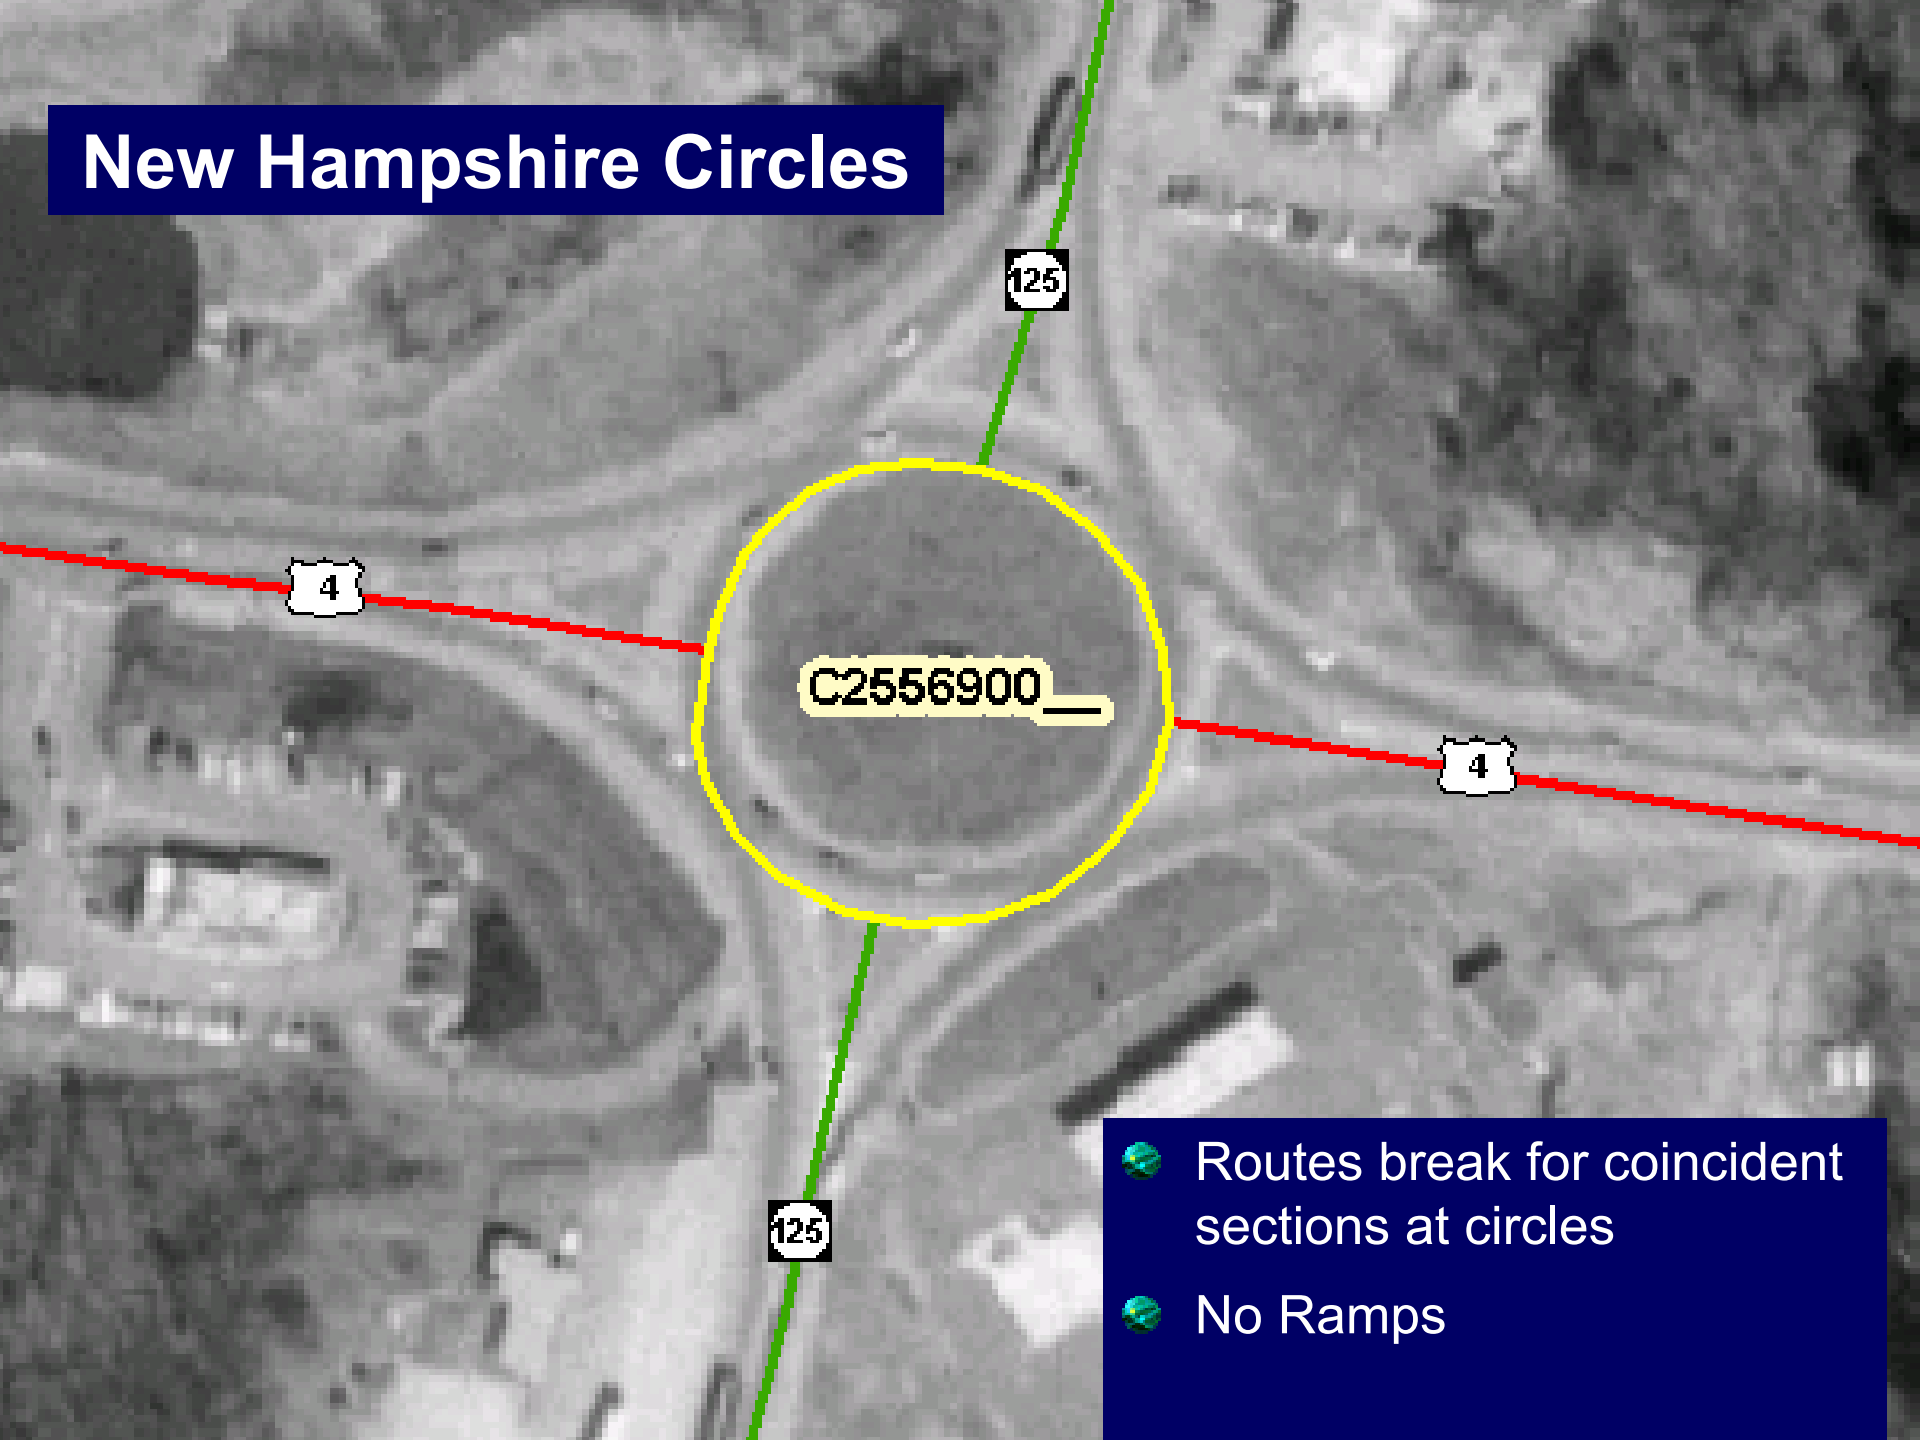 New Hampshire Circles
125
4
C2556900__
4
125
Routes break for coincident
sections at circles
No Ramps